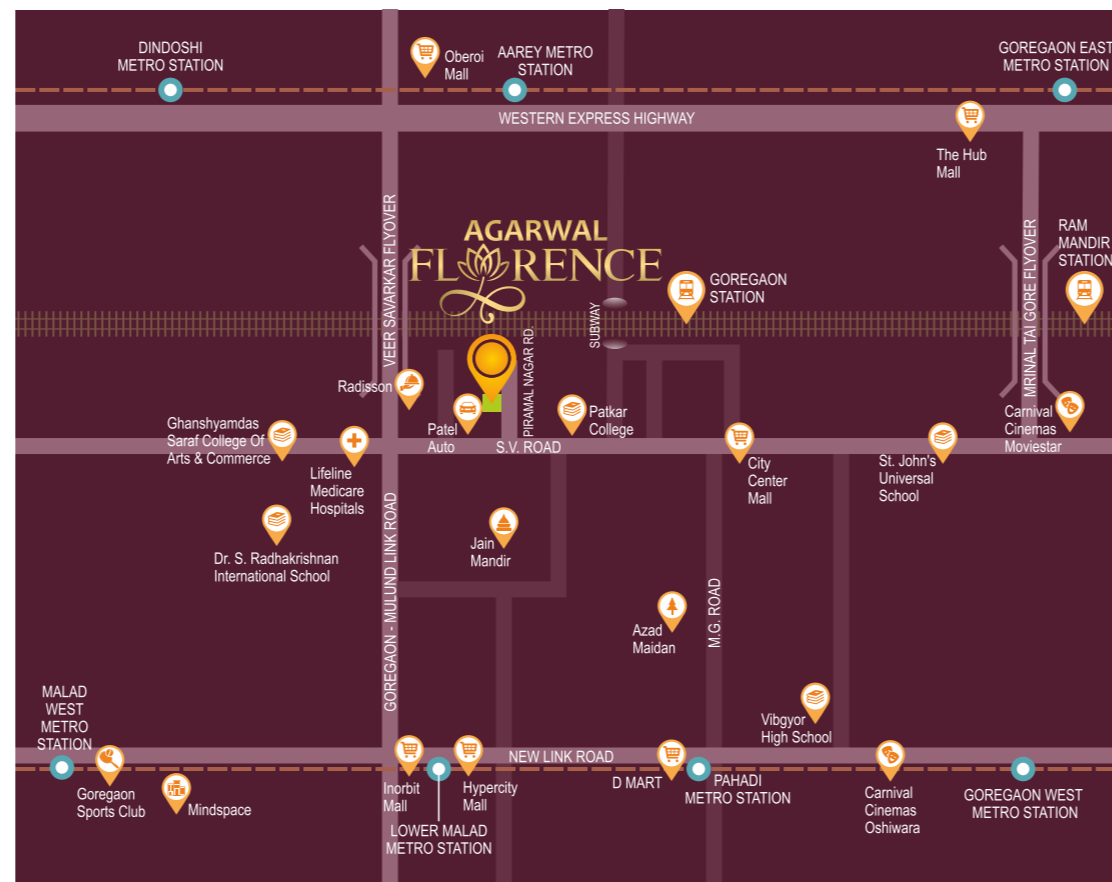 DINDOSHI
METRO STATION
Oberoi
Mall
AAREY METRO
STATION
GOREGAON EAST
METRO STATION
WESTERN EXPRESS HIGHWAY
The Hub
Mall
VEER SAVARKAR FLYOVER
AGARWAL
FLORENCE
GOREGAON
STATION
SUBWAY
MRINAL TAI GORE FLYOVER
RAM
MANDIR
STATION
PIRAMAL NAGAR RD.
Radisson
Ghanshyamdas
Saraf College Of
Arts & Commerce
Lifeline
Medicare
Hospitals
Patel
Auto
S.V. ROAD
Patkar
College
City
Center
Mall
St. John's
Universal
School
Carnival
Cinemas
Moviestar
Dr. S. Radhakrishnan
International School
GOREGAON - MULUND LINK ROAD
Jain
Mandir
Azad
Maidan
M.G. ROAD
Vibgyor
High School
MALAD
WEST
METRO
STATION
Goregaon
Sports Club
Mindspace
NEW LINK ROAD
Inorbit
Mall
Hypercity
Mall
LOWER MALAD
METRO STATION
D MART
PAHADI
METRO STATION
Carnival
Cinemas
Oshiwara
GOREGAON WEST
METRO STATION